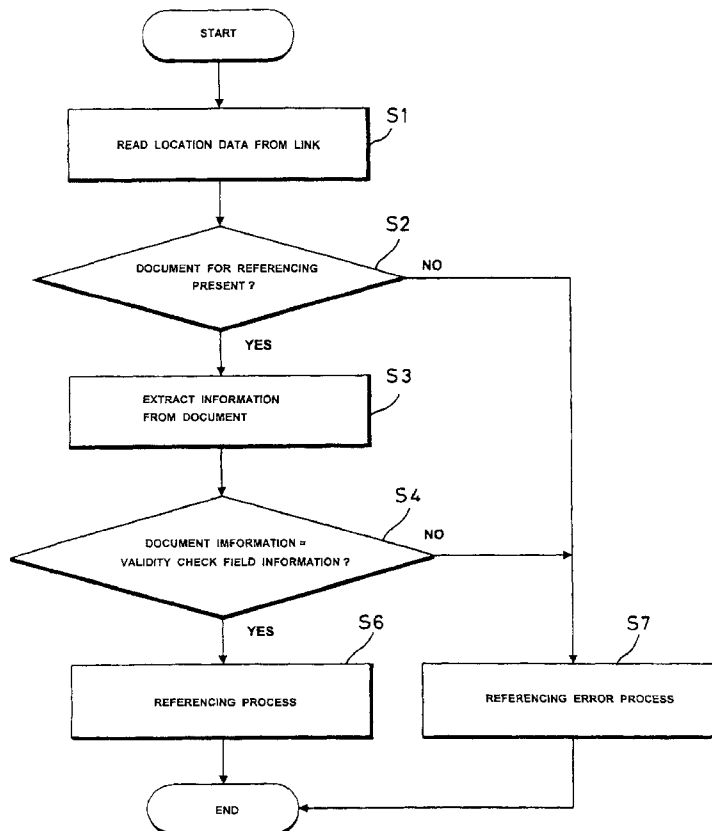 START
S1
READ LOCATION DATA FROM LINK
S2
DOCUMENT FOR REFERENCING
PRESENT ?
NO
YES
S3
EXTRACT INFORMATION
FROM DOCUMENT
S4
DOCUMENT IMFORMATION =
VALIDITY CHECK FIELD INFORMATION ?
NO
YES
S6
REFERENCING PROCESS
S7
REFERENCING ERROR PROCESS
END